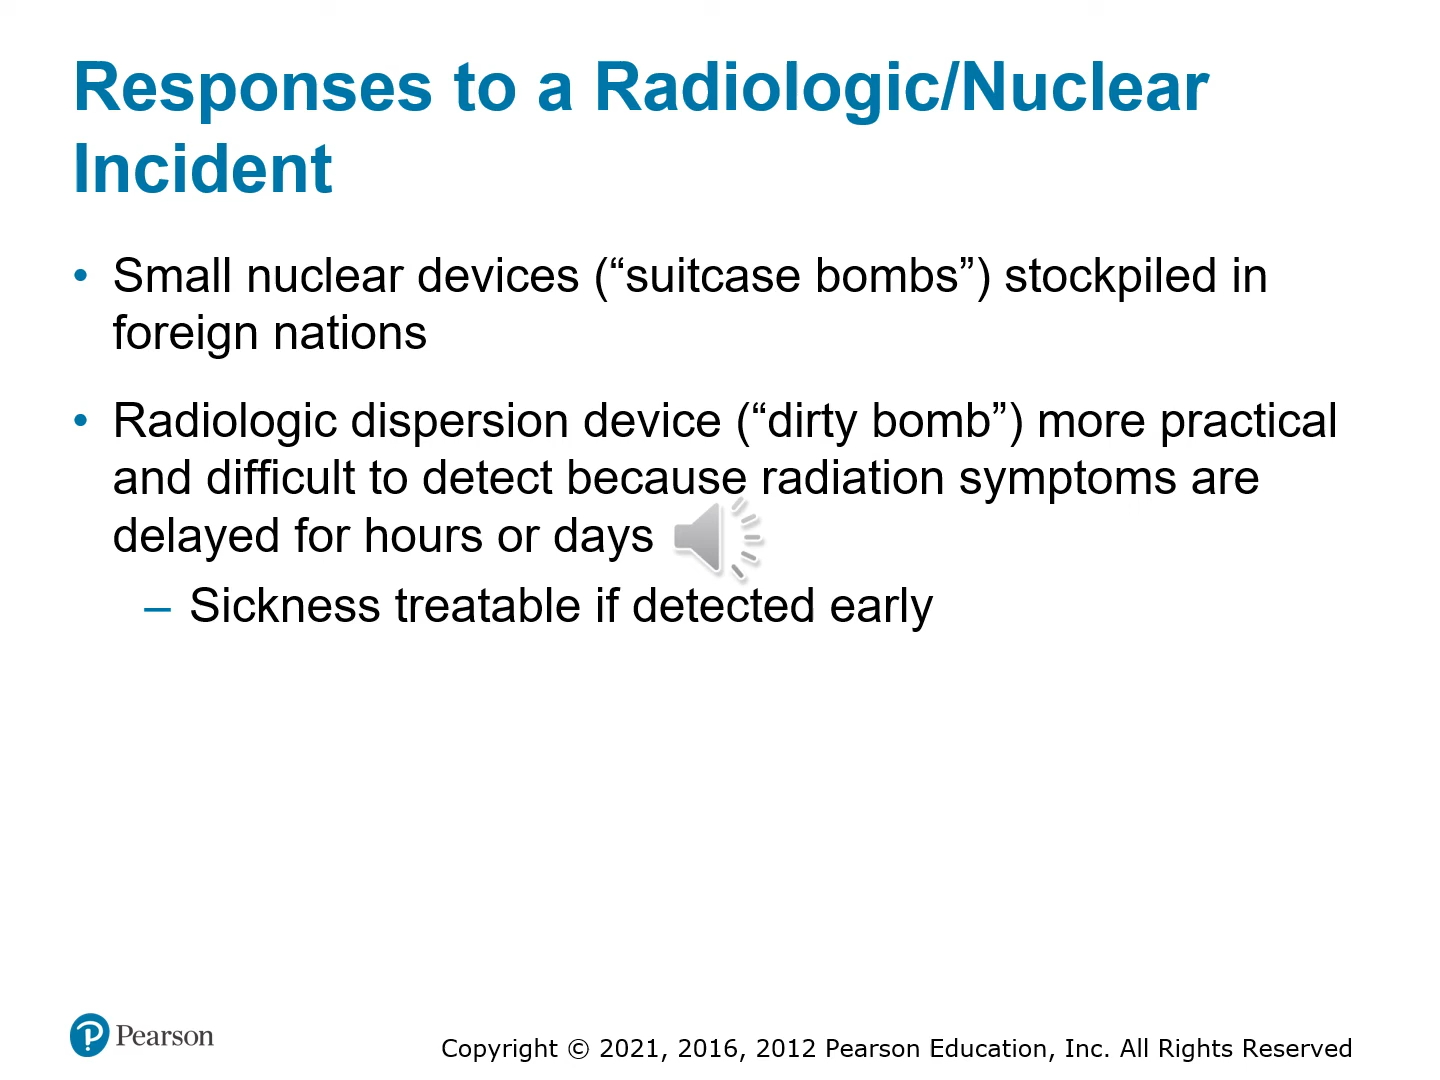 Responses to a Radiologic/Nuclear
Incident
• Small nuclear devices (“suitcase bombs”) stockpiled in
foreign nations
• Radiologic dispersion device (“dirty bomb”) more practical
and difficult to detect because radiation symptoms are
delayed for hours or days
– Sickness treatable if detected early
Pearson
Copyright © 2021, 2016, 2012 Pearson Education, Inc. All Rights Reserved